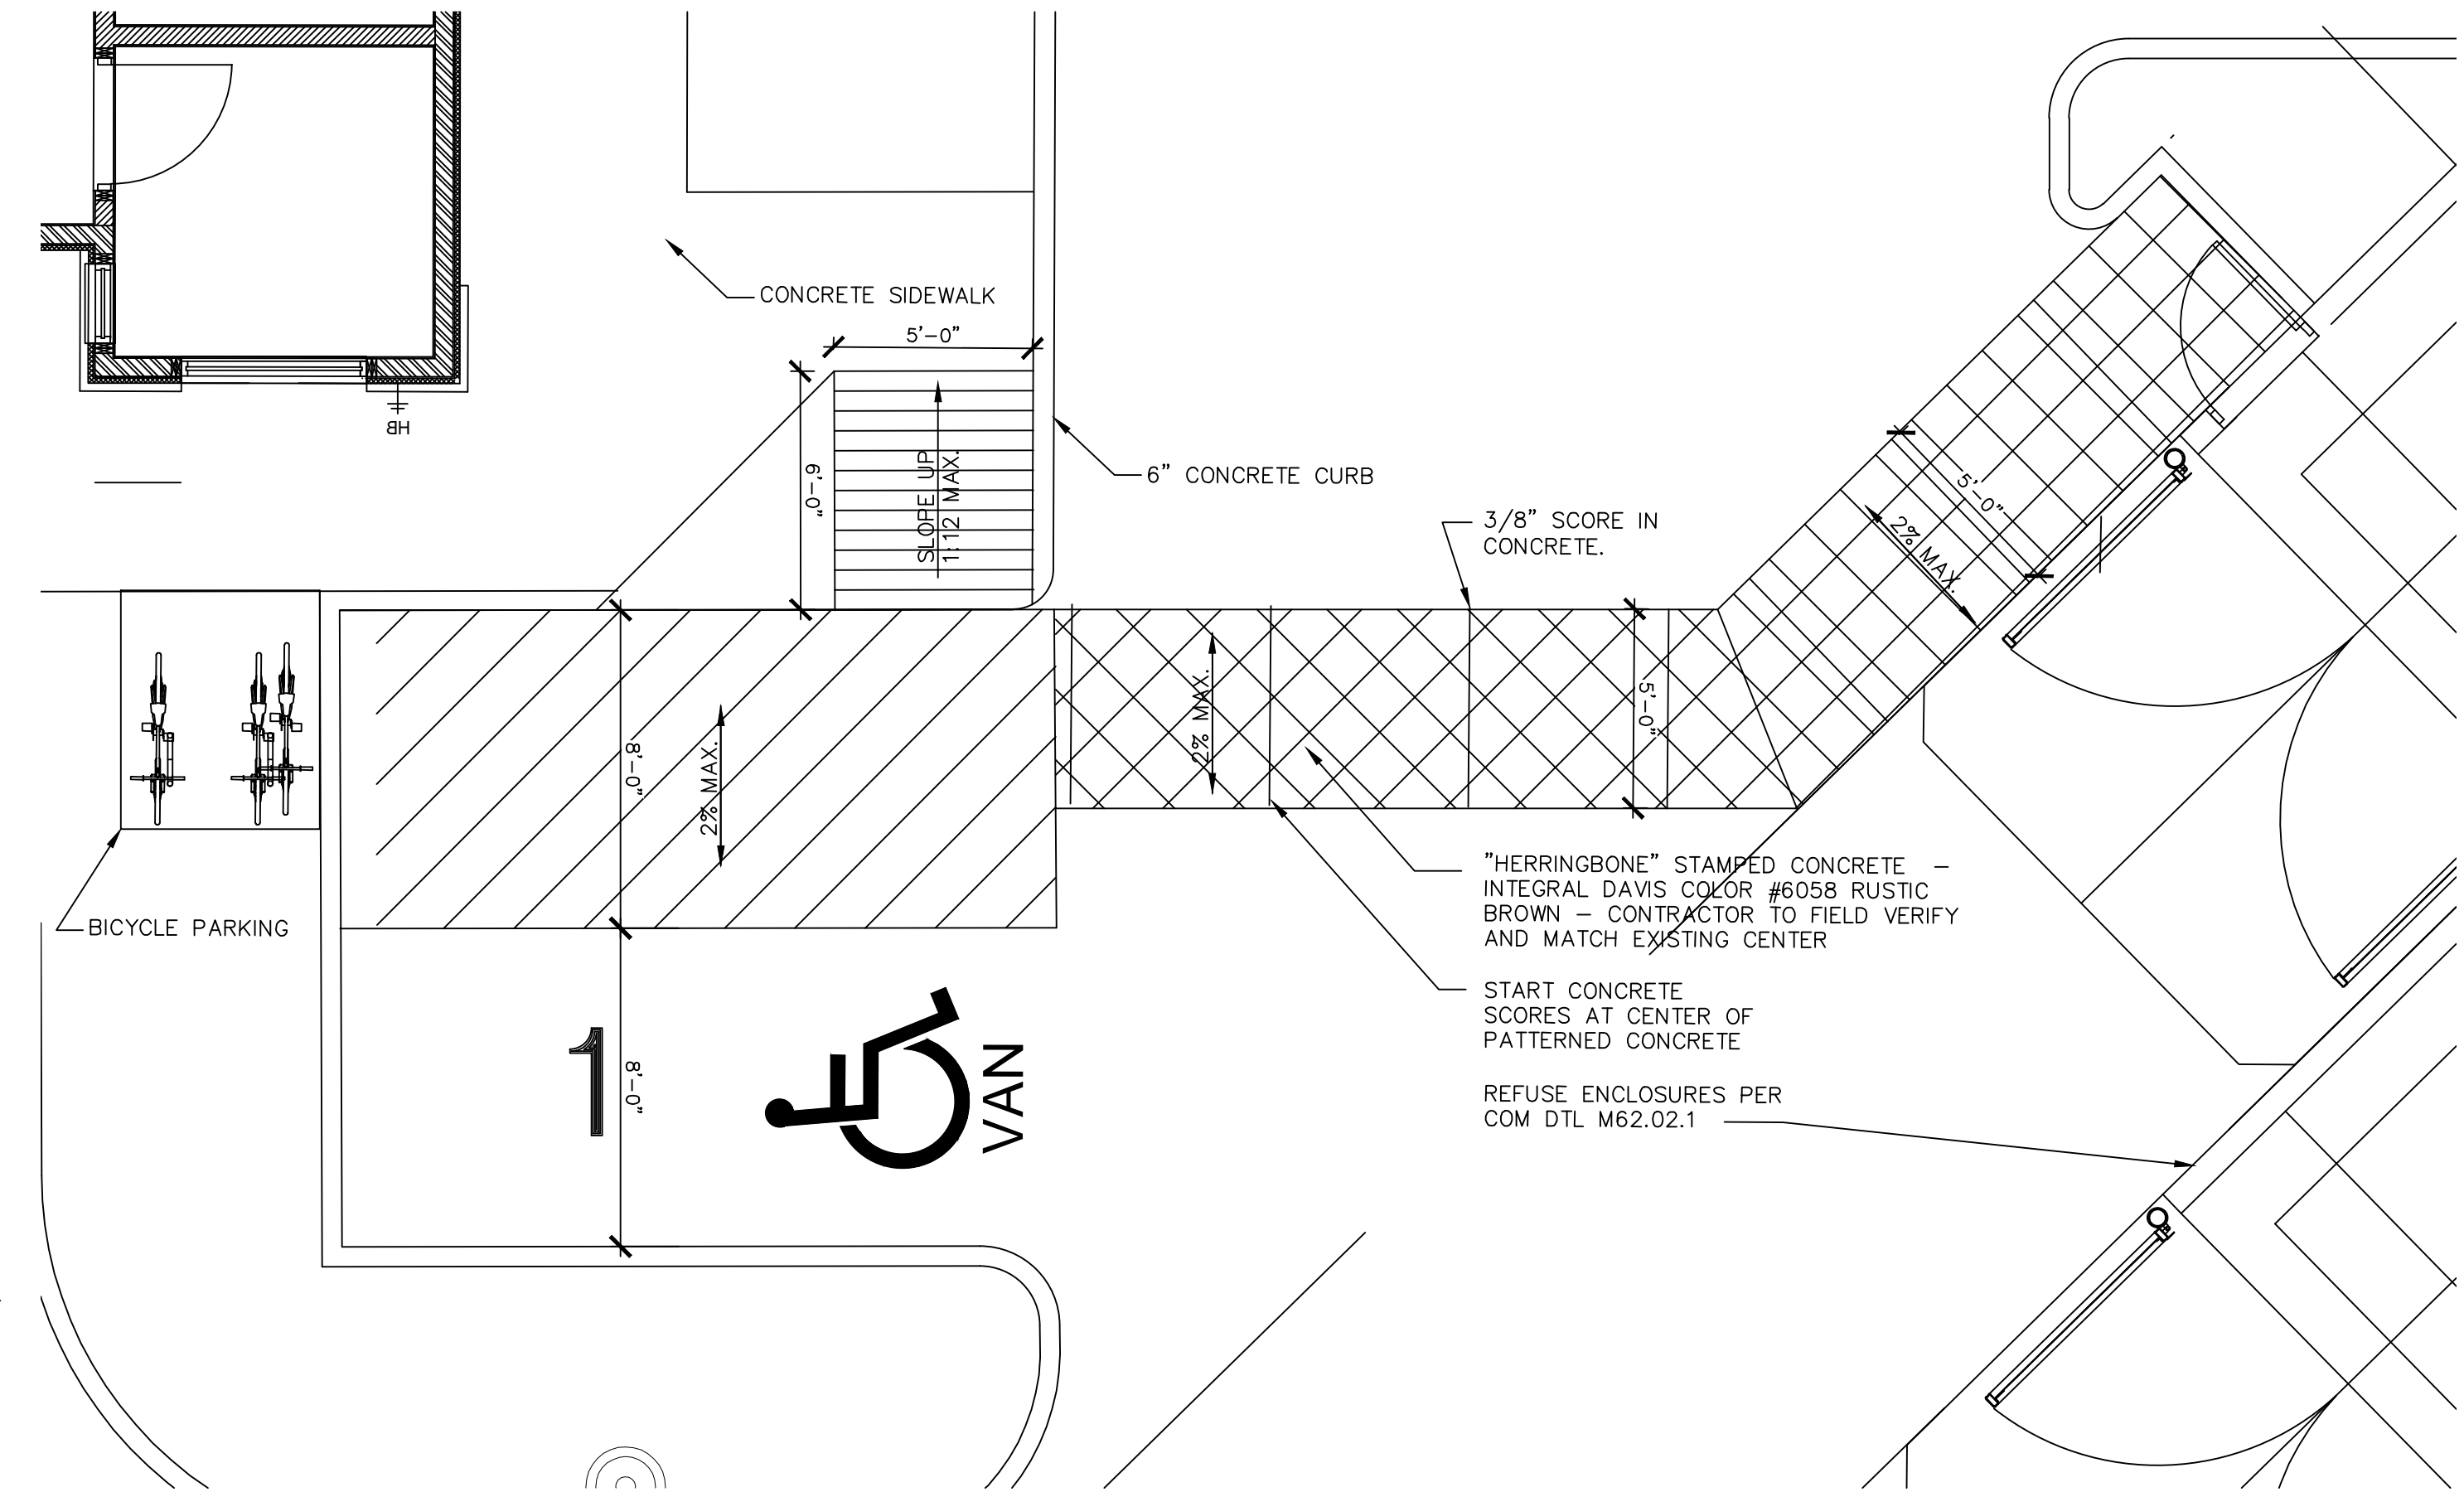 CONCRETE SIDEWALK
5'-0"
HB
6" CONCRETE CURB
6'-0"
SLOPE UP
1:12 MAX.
3/8" SCORE IN
CONCRETE.
5'-0"
2% MAX.
2% MAX.
5'-0"
8'-0"
2% MAX.
"HERRINGBONE" STAMPED CONCRETE –
INTEGRAL DAVIS COLOR #6058 RUSTIC
BROWN – CONTRACTOR TO FIELD VERIFY
AND MATCH EXISTING CENTER
BICYCLE PARKING
START CONCRETE
SCORES AT CENTER OF
PATTERNED CONCRETE
1
8'-0"
VAN
REFUSE ENCLOSURES PER
COM DTL M62.02.1